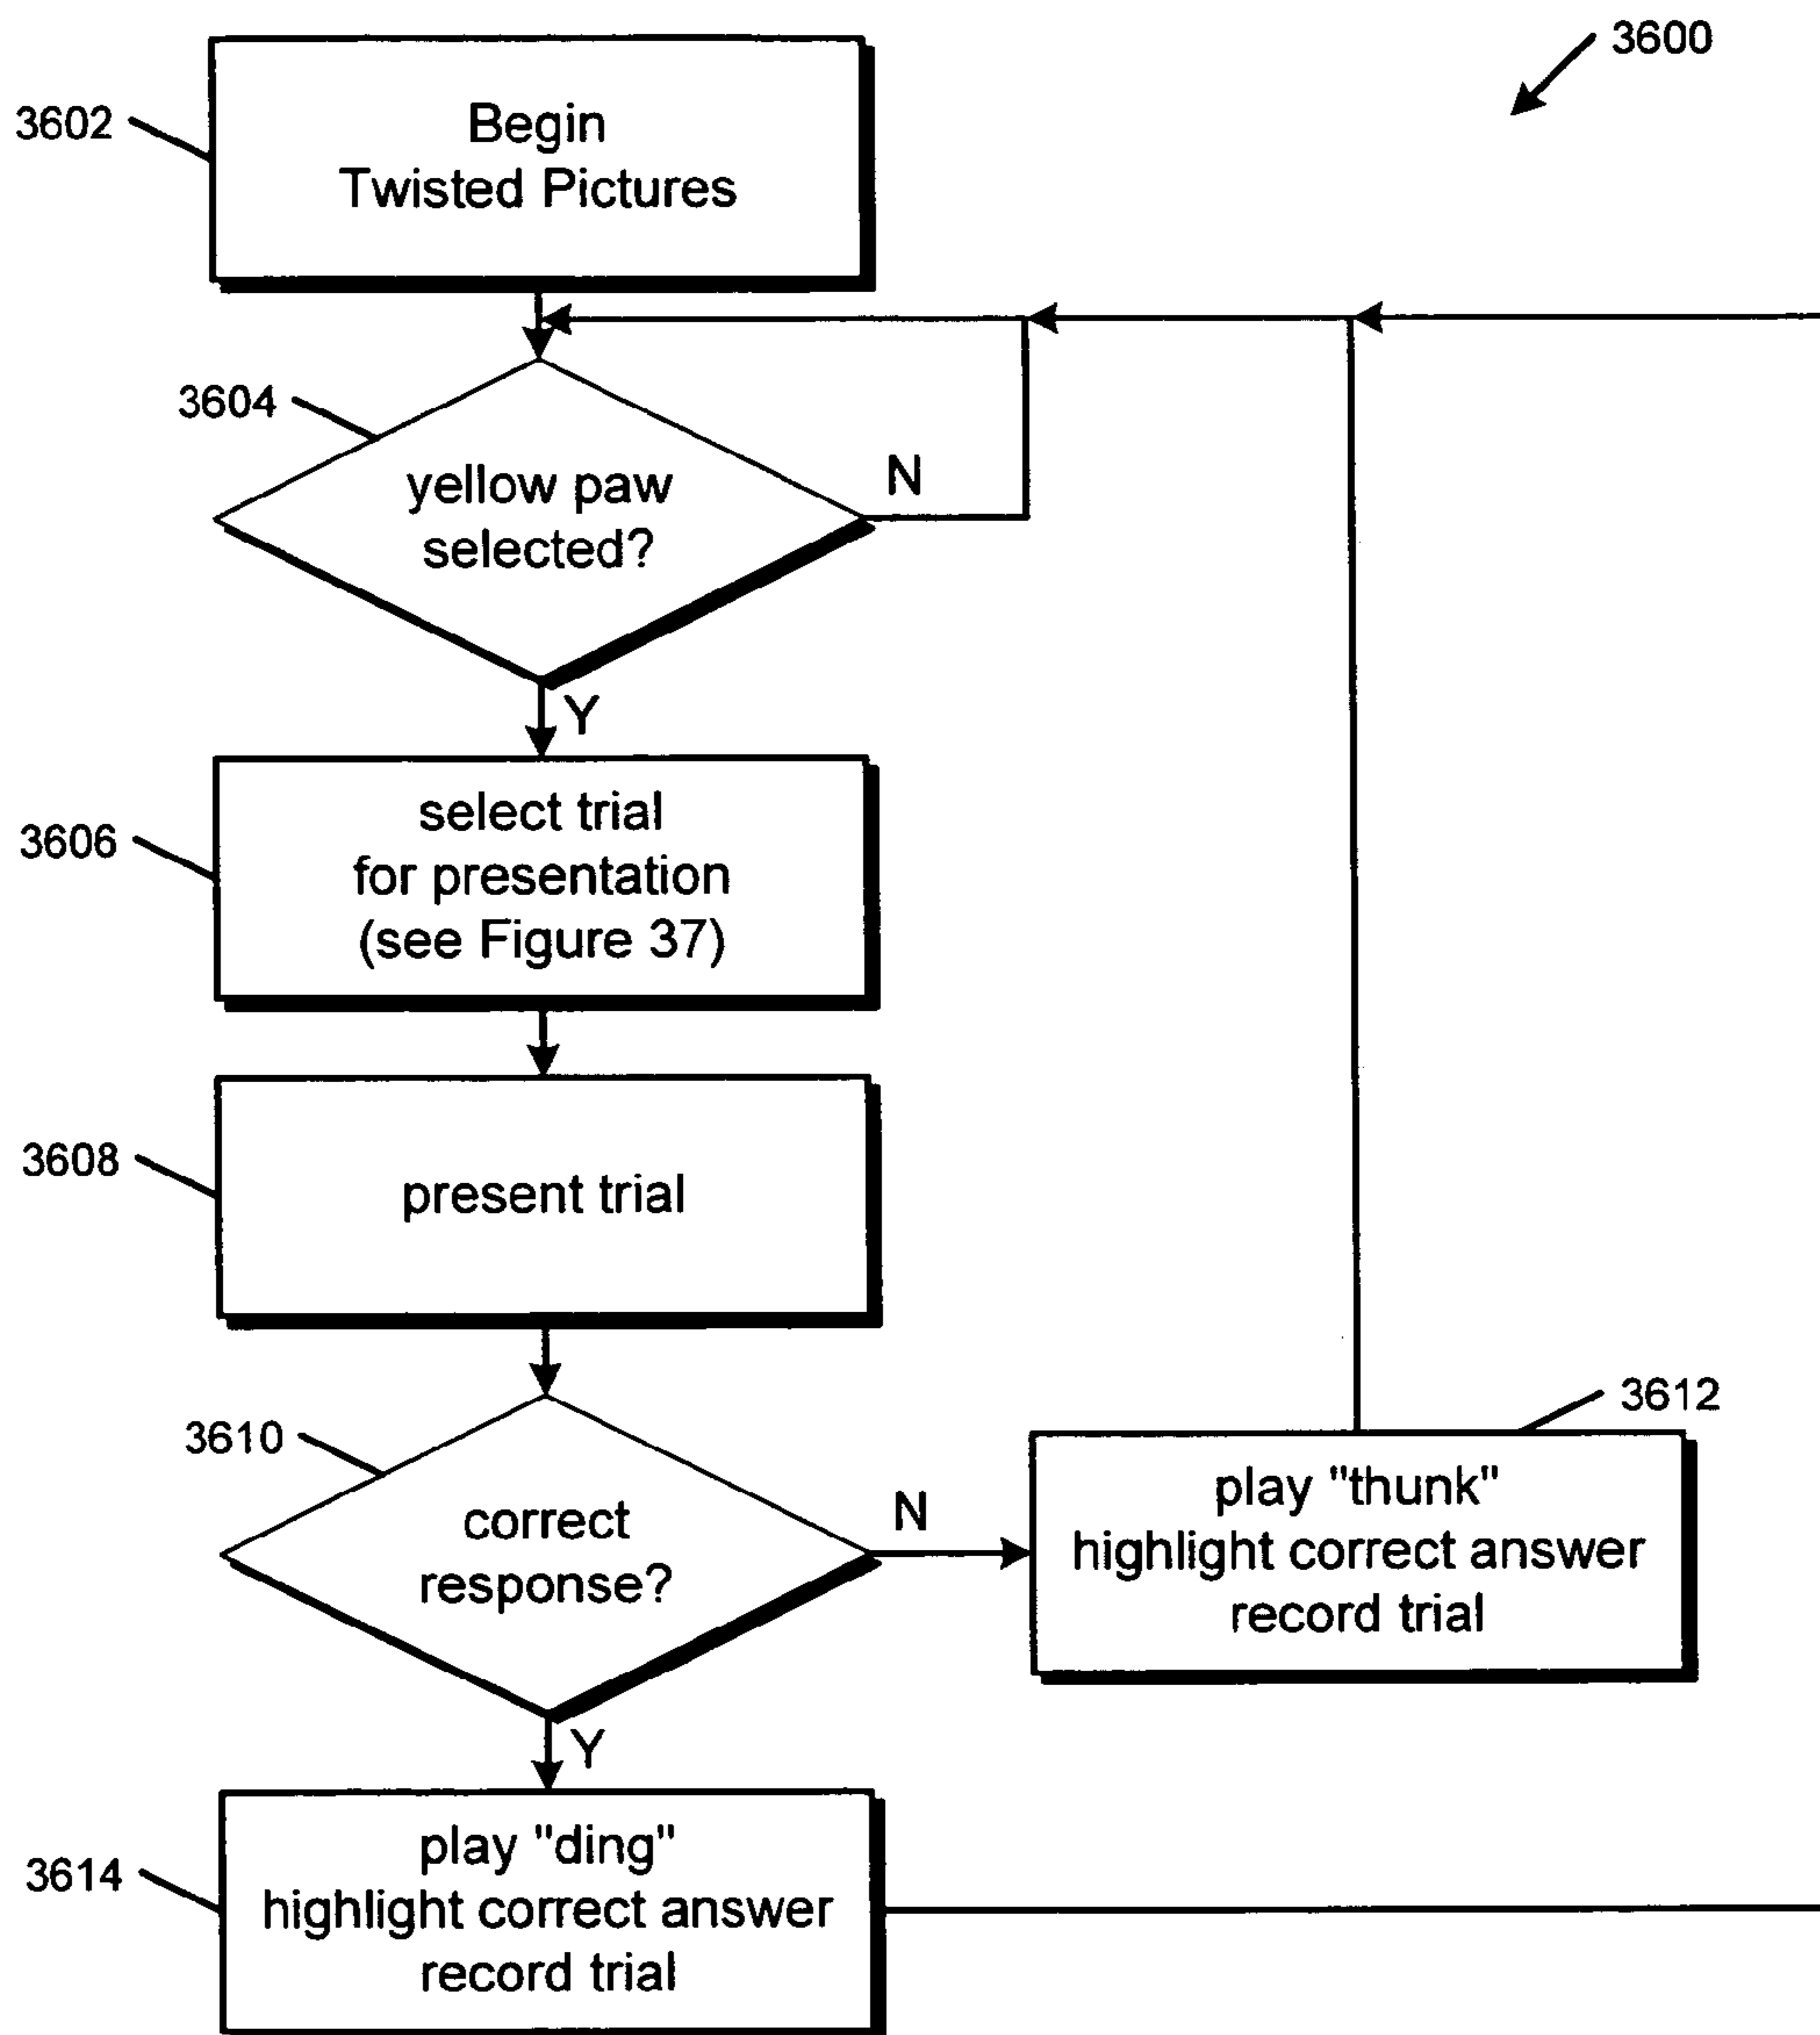 3600
3602
Begin
Twisted Pictures
3604
yellow paw
selected?
N
Y
3606
select trial
for presentation
(see Figure 37)
3608
present trial
3610
correct
response?
N
3612
play "thunk"
highlight correct answer
record trial
Y
3614
play "ding"
highlight correct answer
record trial